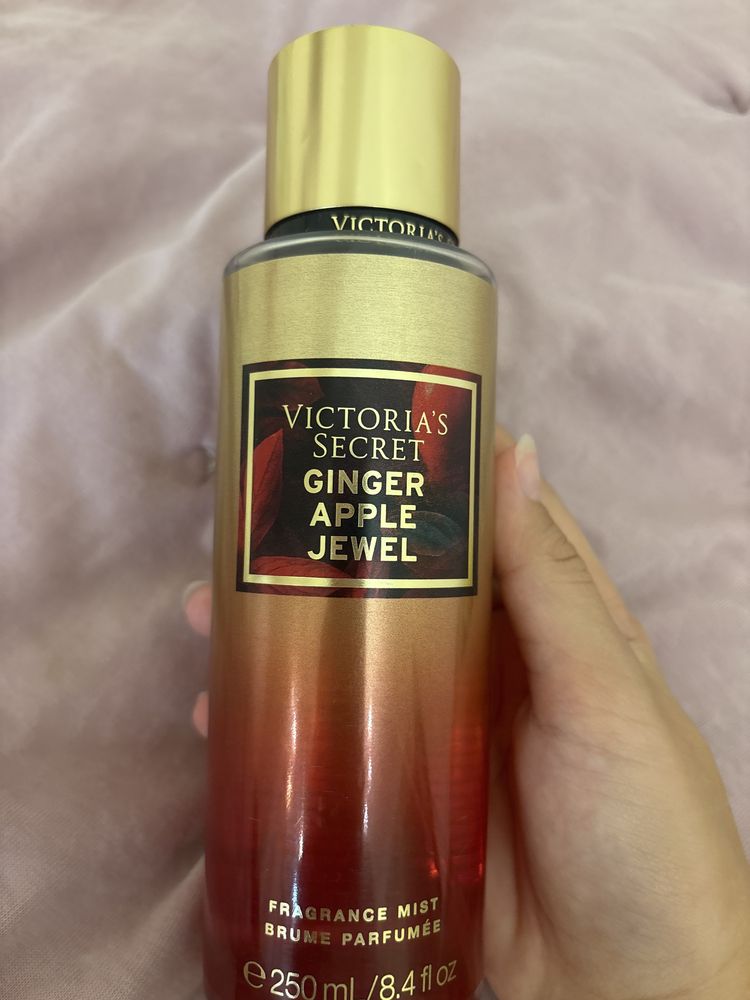 VICTORIA'S
VICTORIA'S
SECRET
GINGER
APPLE
JEWEL
FRAGRANCE MIST
BRUME PARFUMÉE
℮ 250 ml / 8.4 fl oz